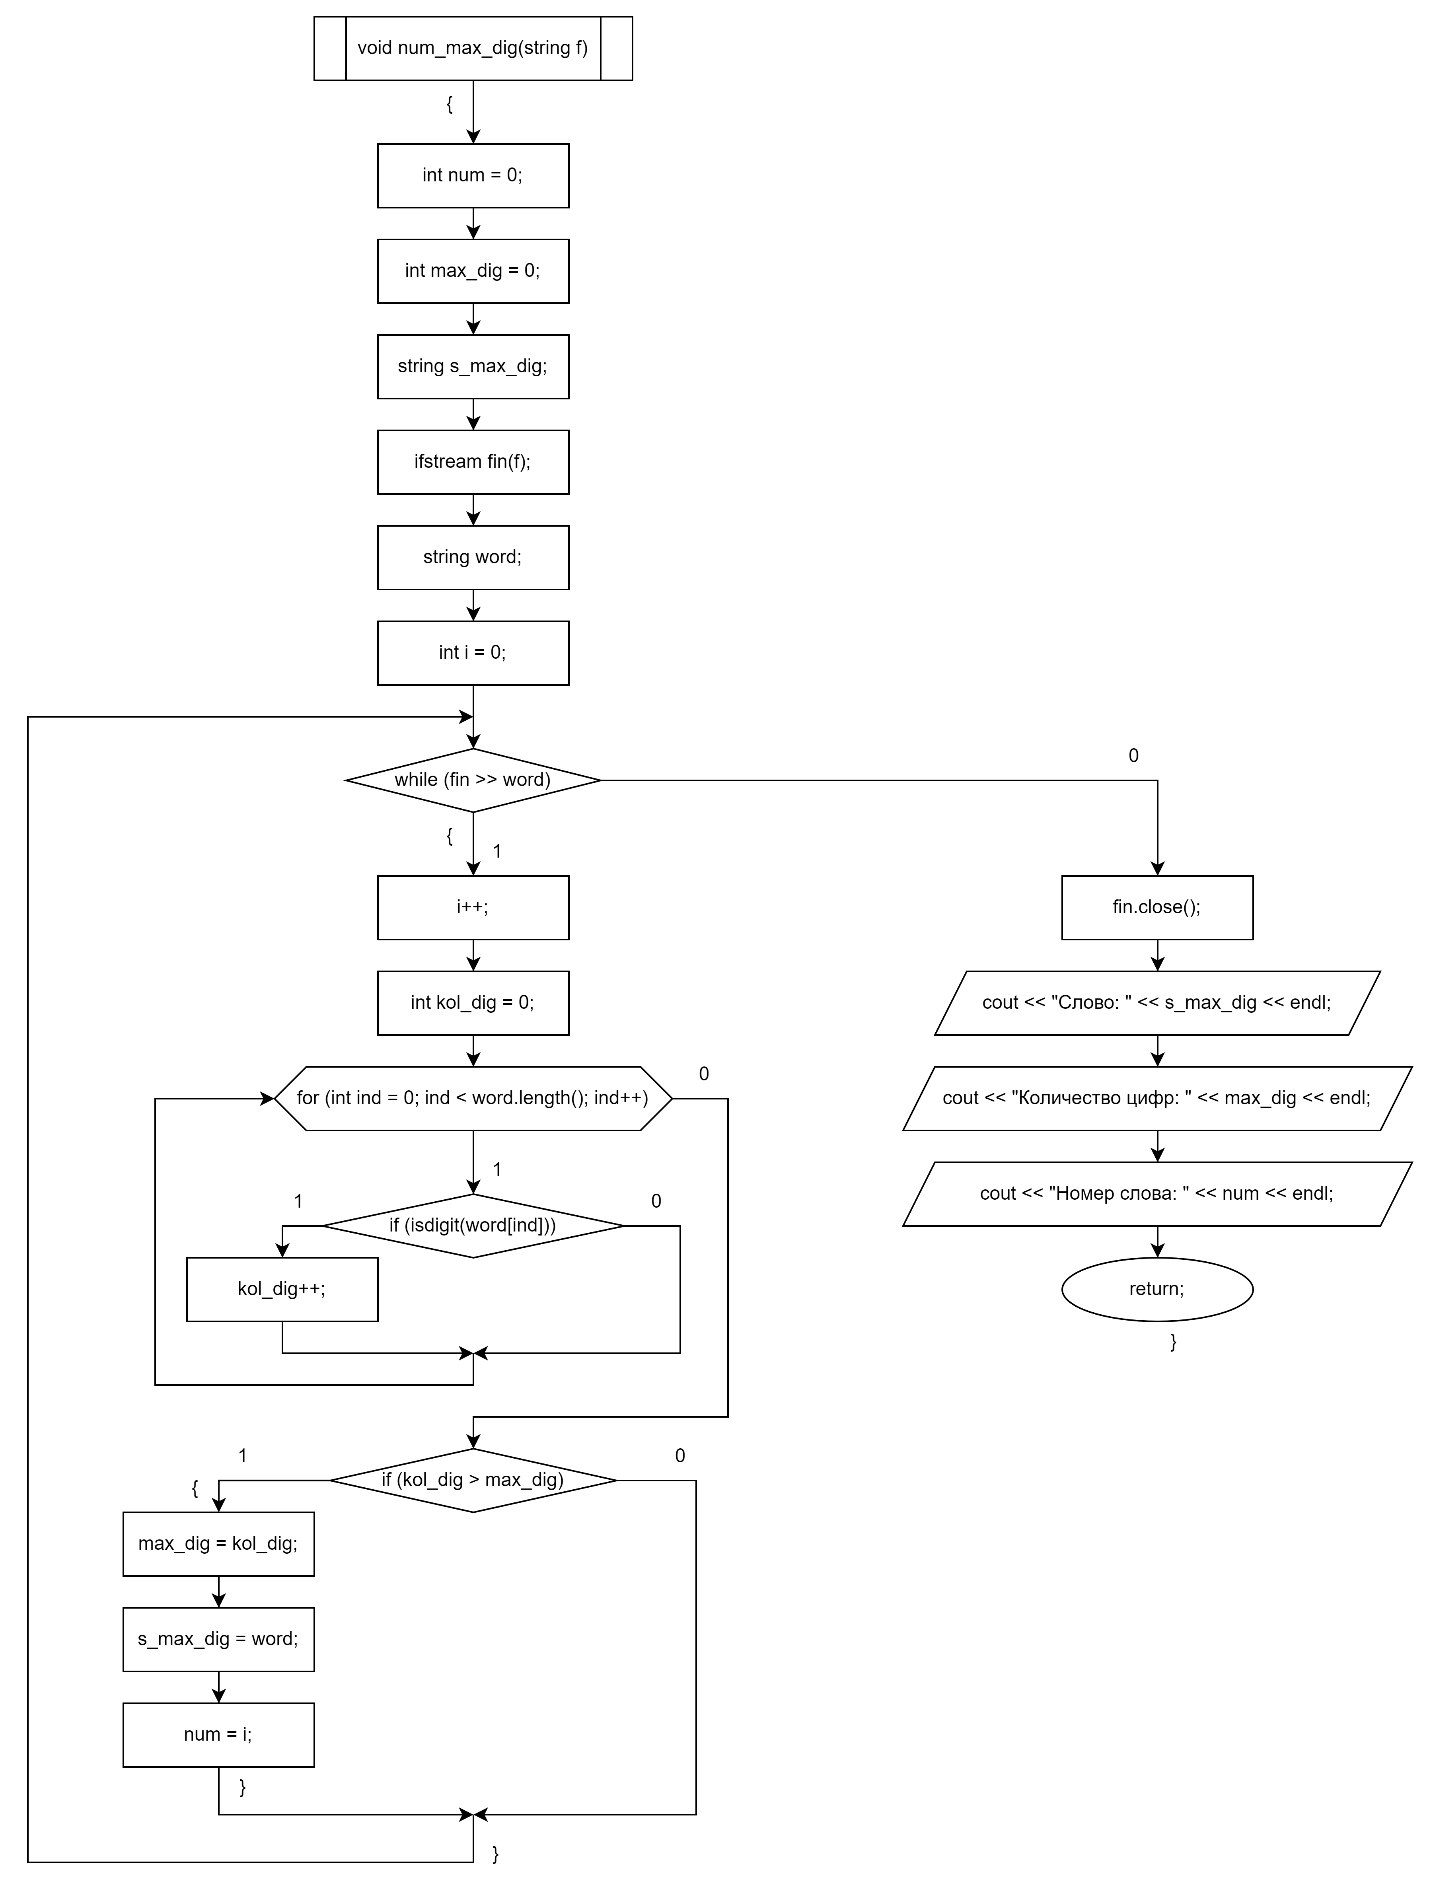 void num_max_dig(string f)
{
int num = 0;
int max_dig = 0;
string s_max_dig;
ifstream fin(f);
string word;
int i = 0;
while (fin >> word)
0
{
1
i++;
int kol_dig = 0;
for (int ind = 0; ind < word.length(); ind++)
0
1
if (isdigit(word[ind]))
1
0
kol_dig++;
if (kol_dig > max_dig)
1
0
{
max_dig = kol_dig;
s_max_dig = word;
num = i;
}
}
fin.close();
cout << "Слово: " << s_max_dig << endl;
cout << "Количество цифр: " << max_dig << endl;
cout << "Номер слова: " << num << endl;
return;
}